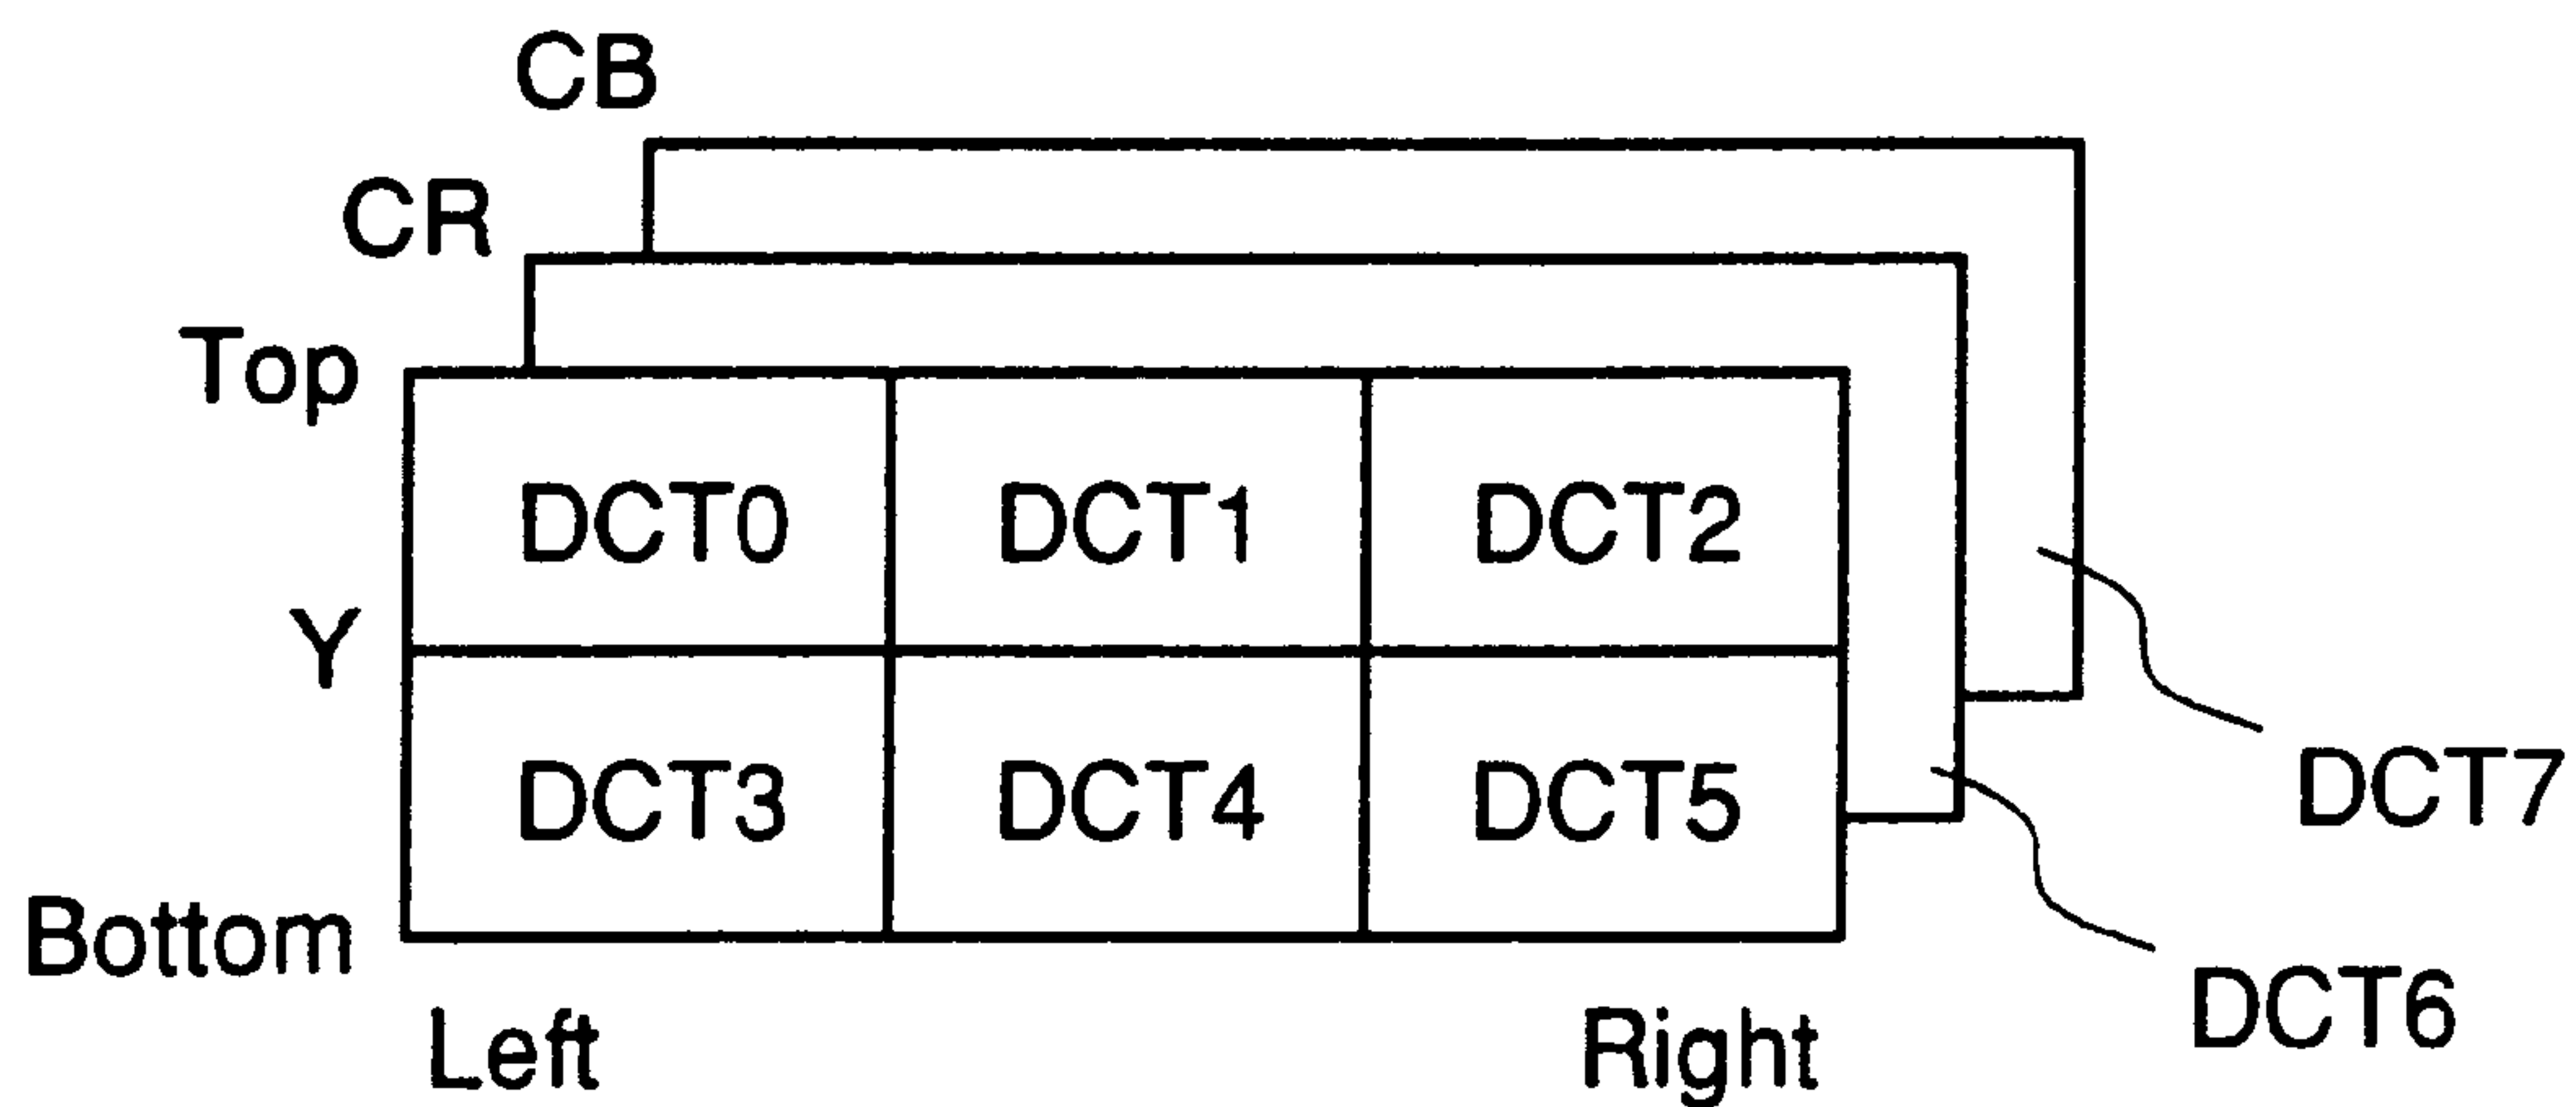 CB
CR
Top
DCT0 DCT1 DCT2
Y
DCT7
DCT3 DCT4 DCT5
Bottom
DCT6
Left Right